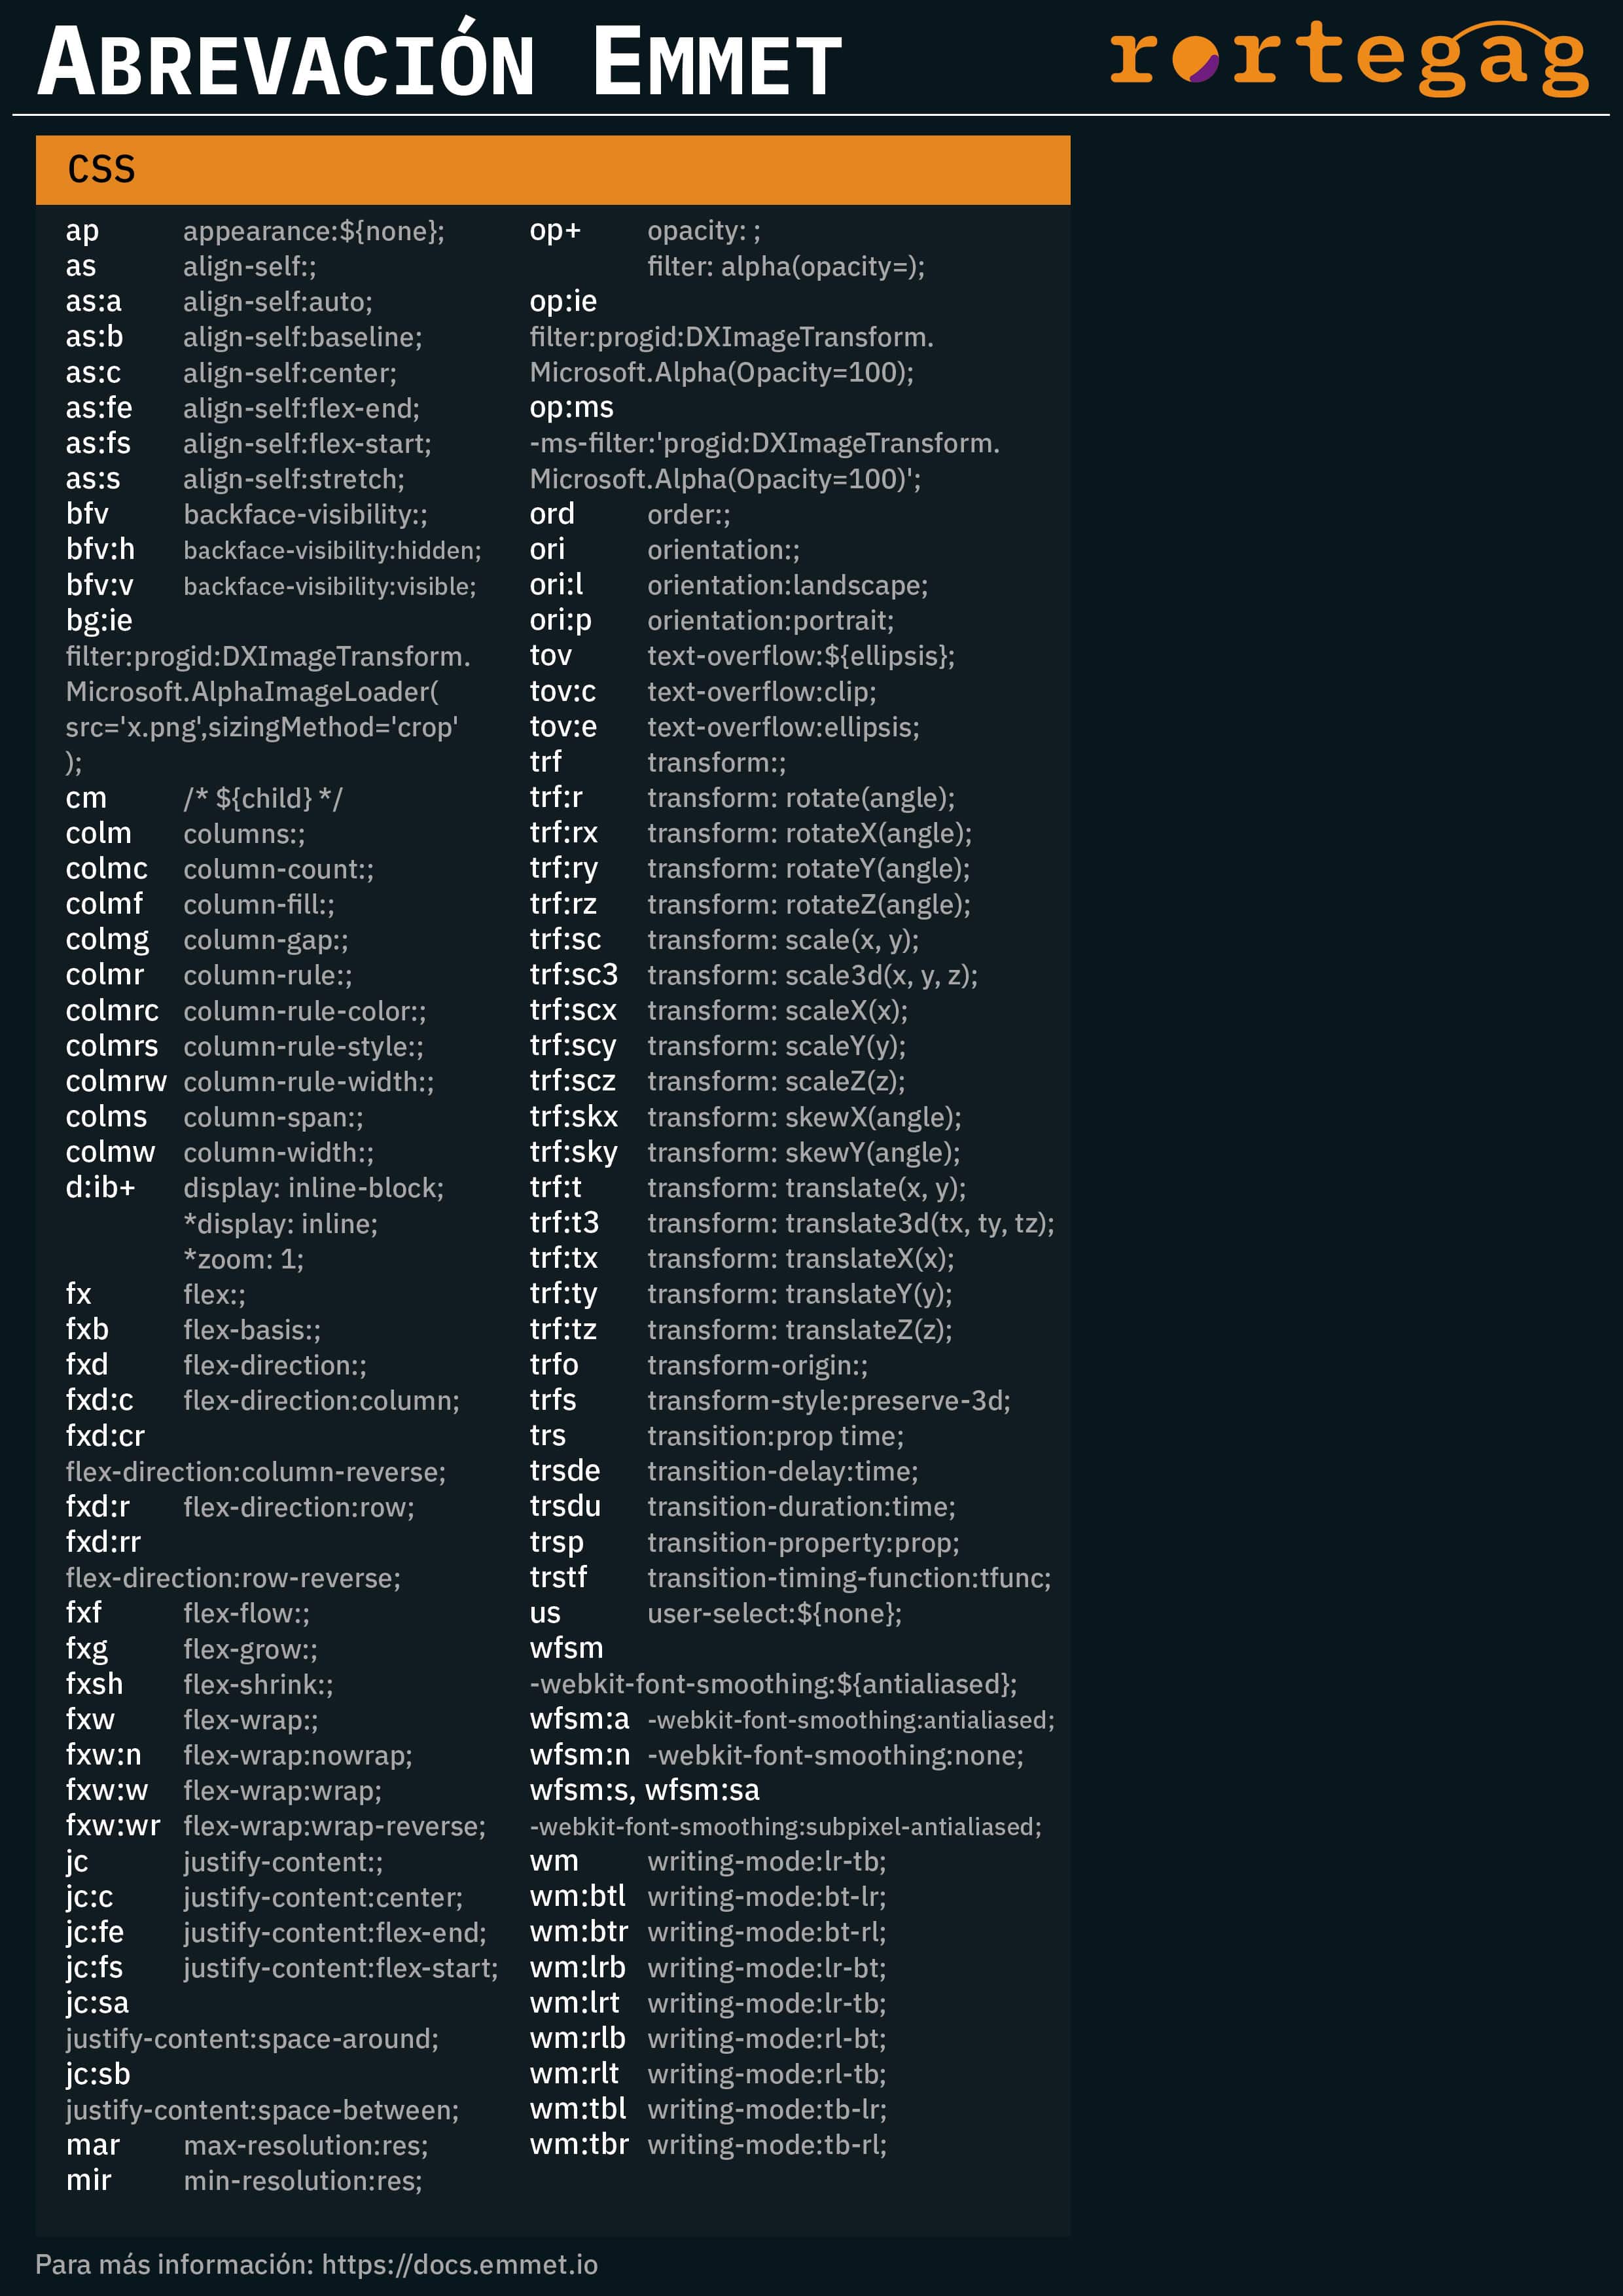 ABREVACIÓN EMMET
rortegag
CSS
ap appearance:${none};
as align-self:;
as:a align-self:auto;
as:b align-self:baseline;
as:c align-self:center;
as:fe align-self:flex-end;
as:fs align-self:flex-start;
as:s align-self:stretch;
bfv backface-visibility:;
bfv:h backface-visibility:hidden;
bfv:v backface-visibility:visible;
bg:ie
filter:progid:DXImageTransform.
Microsoft.AlphaImageLoader(
src='x.png',sizingMethod='crop'
);
cm /* ${child} */
colm columns:;
colmc column-count:;
colmf column-fill:;
colmg column-gap:;
colmr column-rule:;
colmrc column-rule-color:;
colmrs column-rule-style:;
colmrw column-rule-width:;
colms column-span:;
colmw column-width:;
d:ib+ display: inline-block;
*display: inline;
*zoom: 1;
fx flex:;
fxb flex-basis:;
fxd flex-direction:;
fxd:c flex-direction:column;
fxd:cr
flex-direction:column-reverse;
fxd:r flex-direction:row;
fxd:rr
flex-direction:row-reverse;
fxf flex-flow:;
fxg flex-grow:;
fxsh flex-shrink:;
fxw flex-wrap:;
fxw:n flex-wrap:nowrap;
fxw:w flex-wrap:wrap;
fxw:wr flex-wrap:wrap-reverse;
jc justify-content:;
jc:c justify-content:center;
jc:fe justify-content:flex-end;
jc:fs justify-content:flex-start;
jc:sa
justify-content:space-around;
jc:sb
justify-content:space-between;
mar max-resolution:res;
mir min-resolution:res;
op+ opacity: ;
filter: alpha(opacity=);
op:ie
filter:progid:DXImageTransform.
Microsoft.Alpha(Opacity=100);
op:ms
-ms-filter:'progid:DXImageTransform.
Microsoft.Alpha(Opacity=100)';
ord order:;
ori orientation:;
ori:l orientation:landscape;
ori:p orientation:portrait;
tov text-overflow:${ellipsis};
tov:c text-overflow:clip;
tov:e text-overflow:ellipsis;
trf transform:;
trf:r transform: rotate(angle);
trf:rx transform: rotateX(angle);
trf:ry transform: rotateY(angle);
trf:rz transform: rotateZ(angle);
trf:sc transform: scale(x, y);
trf:sc3 transform: scale3d(x, y, z);
trf:scx transform: scaleX(x);
trf:scy transform: scaleY(y);
trf:scz transform: scaleZ(z);
trf:skx transform: skewX(angle);
trf:sky transform: skewY(angle);
trf:t transform: translate(x, y);
trf:t3 transform: translate3d(tx, ty, tz);
trf:tx transform: translateX(x);
trf:ty transform: translateY(y);
trf:tz transform: translateZ(z);
trfo transform-origin:;
trfs transform-style:preserve-3d;
trs transition:prop time;
trsde transition-delay:time;
trsdu transition-duration:time;
trsp transition-property:prop;
trstf transition-timing-function:tfunc;
us user-select:${none};
wfsm
-webkit-font-smoothing:${antialiased};
wfsm:a -webkit-font-smoothing:antialiased;
wfsm:n -webkit-font-smoothing:none;
wfsm:s, wfsm:sa
-webkit-font-smoothing:subpixel-antialiased;
wm writing-mode:lr-tb;
wm:btl writing-mode:bt-lr;
wm:btr writing-mode:bt-rl;
wm:lrb writing-mode:lr-bt;
wm:lrt writing-mode:lr-tb;
wm:rlb writing-mode:rl-bt;
wm:rlt writing-mode:rl-tb;
wm:tbl writing-mode:tb-lr;
wm:tbr writing-mode:tb-rl;
Para más información: https://docs.emmet.io